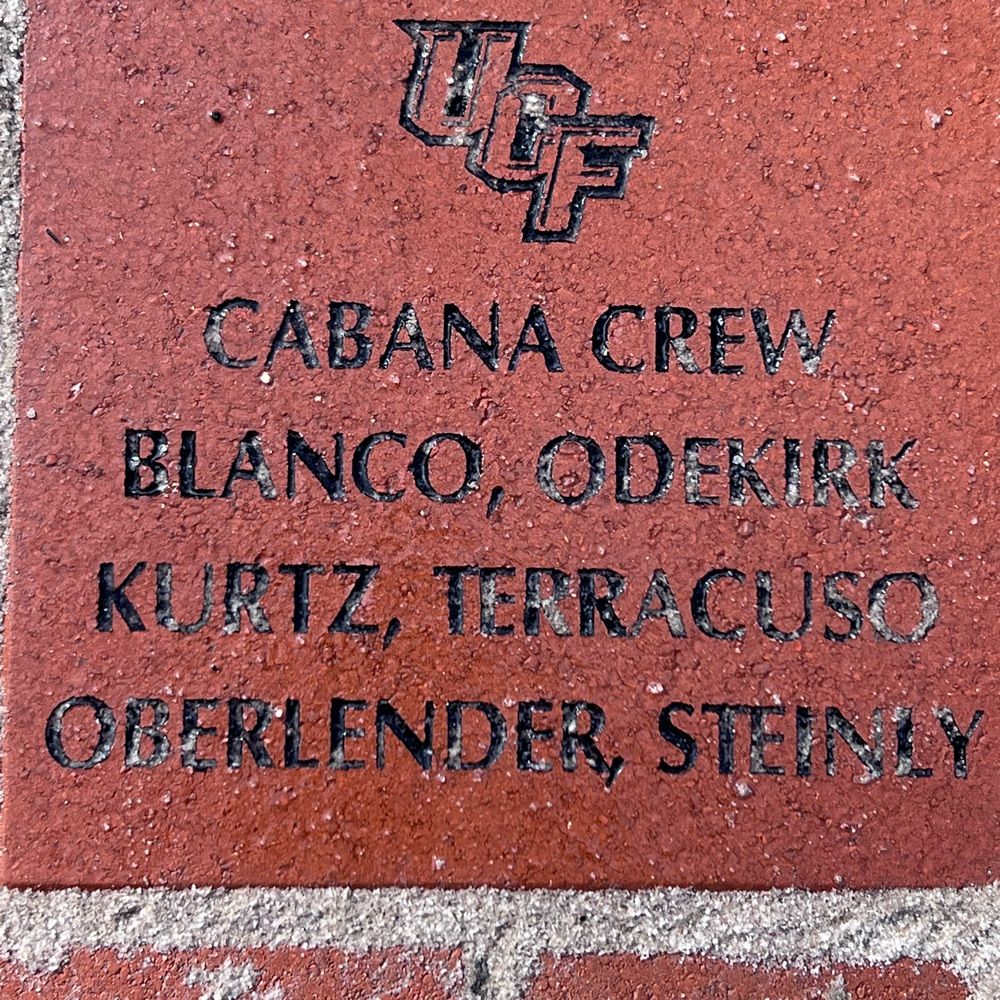 UCF
CABANA CREW
BLANCO, ODEKIRK
KURTZ, TERRACUSO
OBERLENDER, STEINLY